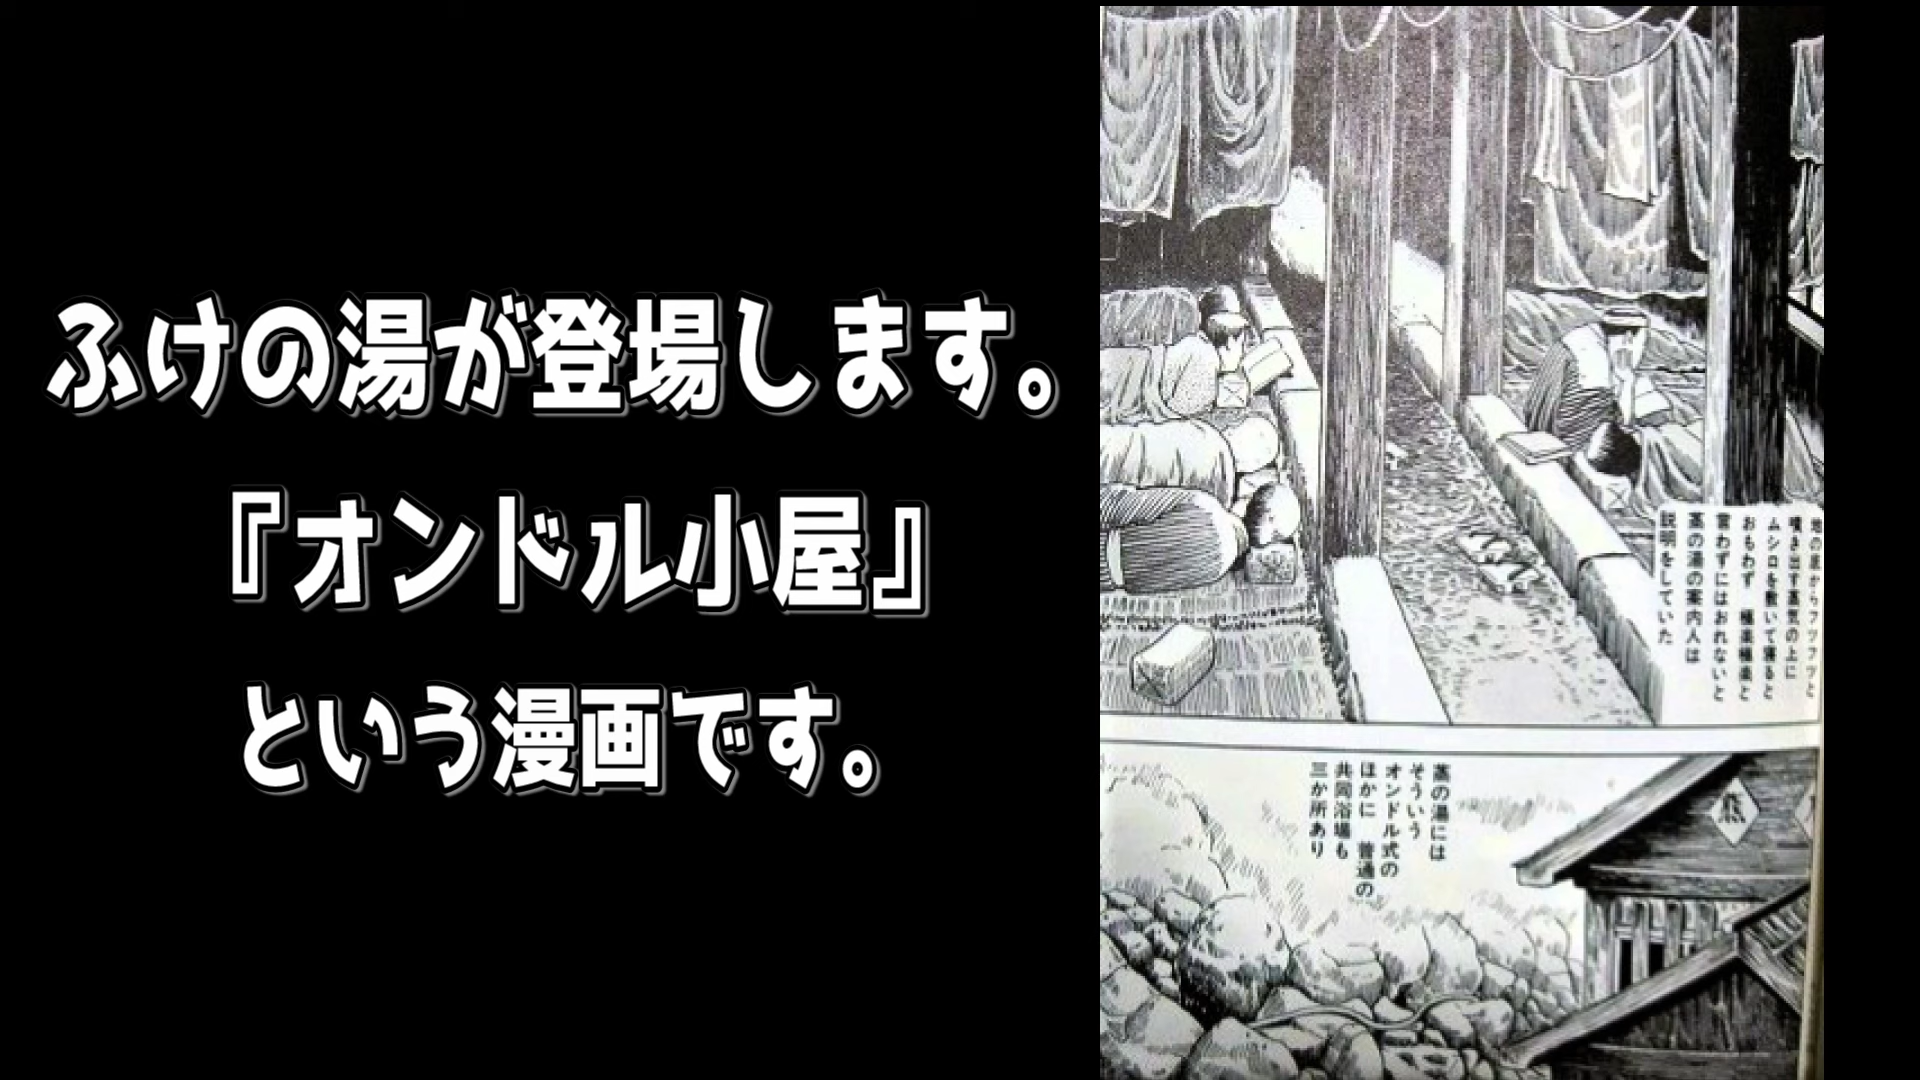 ふけの湯が登場します。
『オンドル小屋』
という漫画です。
地の底からフツフツと
噴き出す蒸気の上に
ムシロを敷いて寝ると
おもわず 極楽極楽と
言わずにはおれないと
蒸の湯の案内人は
説明をしていた
蒸の湯には
そういう
オンドル式の
ほかに 普通の
共同浴場も
三か所あり